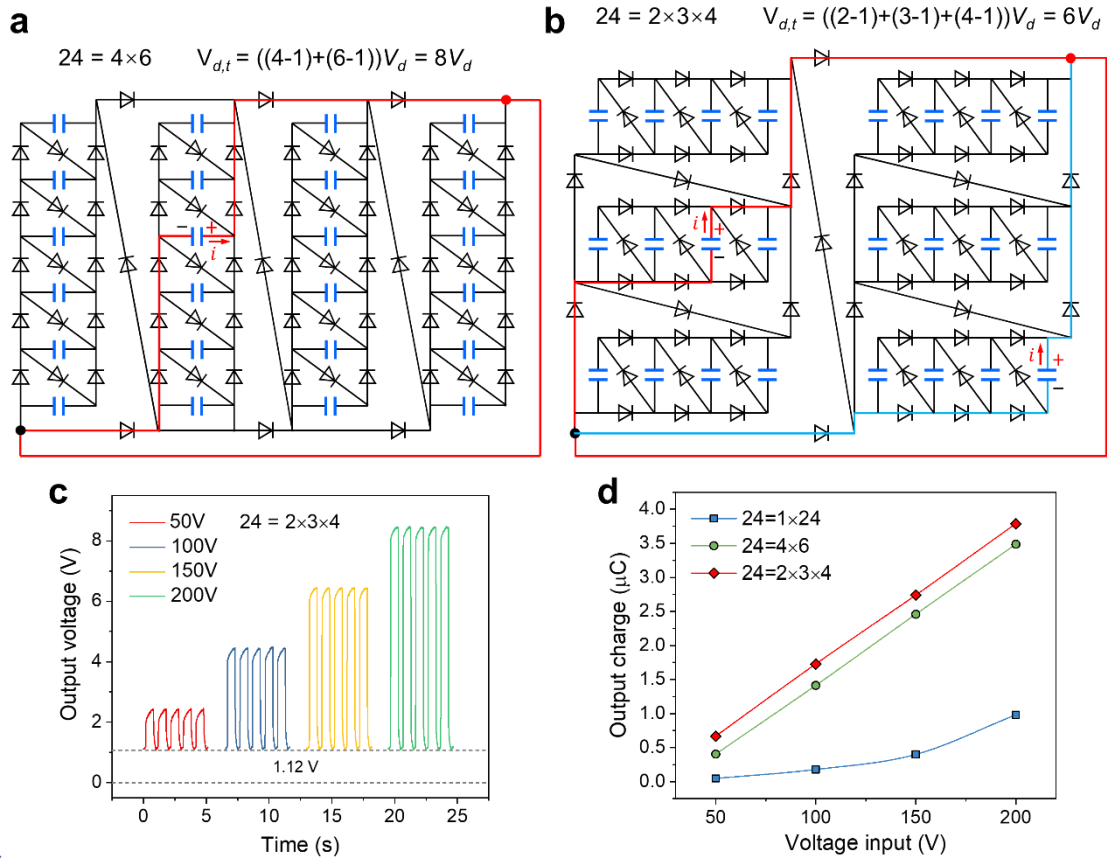 a
24 = 4×6 V_{d,t} = ((4-1)+(6-1))V_d = 8V_d
− +
i
b
24 = 2×3×4 V_{d,t} = ((2-1)+(3-1)+(4-1))V_d = 6V_d
i +
−
i +
−
c
50V
100V
150V
200V
24 = 2×3×4
1.12 V
8
6
4
2
0
Output voltage (V)
0 5 10 15 20 25
Time (s)
d
24=1×24
24=4×6
24=2×3×4
4.0
3.5
3.0
2.5
2.0
1.5
1.0
0.5
0.0
Output charge (μC)
50 100 150 200
Voltage input (V)